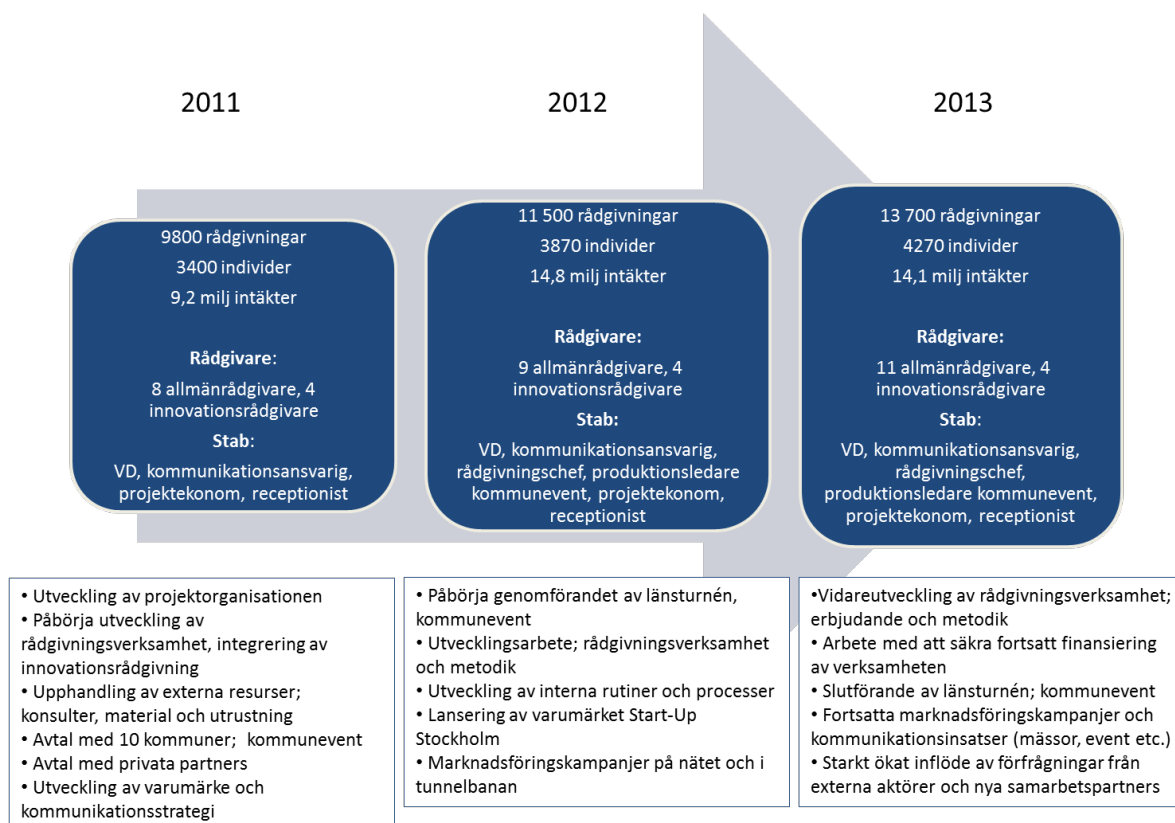 2011
2012
2013
9800 rådgivningar
3400 individer
9,2 milj intäkter
Rådgivare:
8 allmänrådgivare, 4
innovationsrådgivare
Stab:
VD, kommunikationsansvarig,
projektekonom, receptionist
11 500 rådgivningar
3870 individer
14,8 milj intäkter
Rådgivare:
9 allmänrådgivare, 4
innovationsrådgivare
Stab:
VD, kommunikationsansvarig,
rådgivningschef, produktionsledare
kommunevent, projektekonom,
receptionist
13 700 rådgivningar
4270 individer
14,1 milj intäkter
Rådgivare:
11 allmänrådgivare, 4
innovationsrådgivare
Stab:
VD, kommunikationsansvarig,
rådgivningschef,
produktionsledare kommunevent,
projektekonom, receptionist
• Utveckling av projektorganisationen
• Påbörja utveckling av
rådgivningsverksamhet, integrering av
innovationsrådgivning
• Upphandling av externa resurser;
konsulter, material och utrustning
• Avtal med 10 kommuner; kommunevent
• Avtal med privata partners
• Utveckling av varumärke och
kommunikationsstrategi
• Påbörja genomförandet av länsturnén,
kommunevent
• Utvecklingsarbete; rådgivningsverksamhet
och metodik
• Utveckling av interna rutiner och processer
• Lansering av varumärket Start-Up
Stockholm
• Marknadsföringskampanjer på nätet och i
tunnelbanan
•Vidareutveckling av rådgivningsverksamhet;
erbjudande och metodik
• Arbete med att säkra fortsatt finansiering
av verksamheten
• Slutförande av länsturnén; kommunevent
• Fortsatta marknadsföringskampanjer och
kommunikationsinsatser (mässor, event etc.)
• Starkt ökat inflöde av förfrågningar från
externa aktörer och nya samarbetspartners